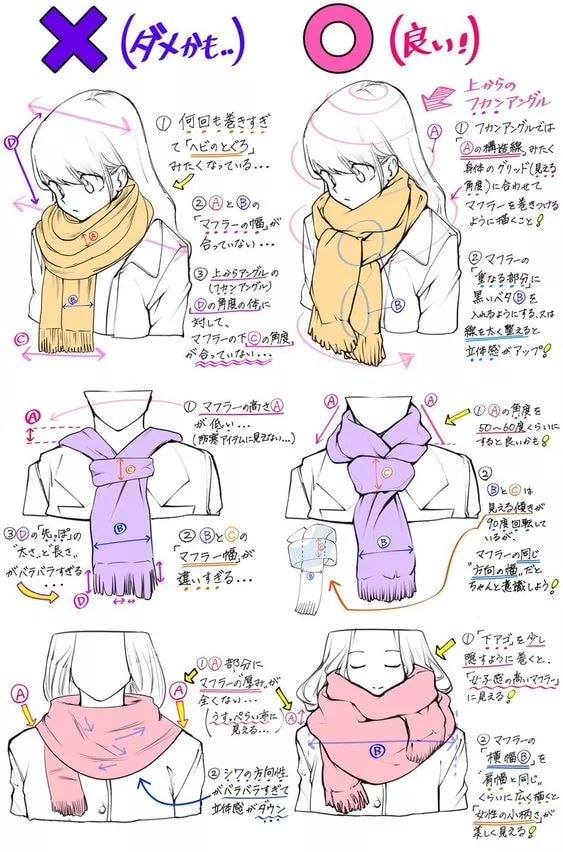 (ダメかも..)
(良い!)
① 何回も巻きすぎ
て「ヘビのとぐろ」
みたくなっている...
② AとBの
「マフラーの幅」が
合っていない...
③ 上からアングルの
(フカンアングル)
Dの角度の体に
対して、
マフラーの下Cの角度が
合っていない...
D
A
B
C
上からの
フカンアングル
① フカンアングルでは
「Aの構造線」みたく
身体のグリッド(見える
角度)に合わせて
マフラーを巻きつける
ように描くこと!
② マフラーの
「重なる部分」に
黒いベタBを
入れるようにする、又は
線を太く整えると
立体感がアップ!
A
B
① マフラーの高さA
が低い...
(防寒アイテムに見えない...)
② BとCの
「マフラー幅」が
違いすぎる...
③Dの「先っぽ」の
"太さ"と"長さ"
がバラバラすぎる
...
A
C
B
D
① Aの角度を
50〜60度くらいに
すると良いかも!
②
BとCは
見える傾きが
90度回転して
いるが、
マフラーの同じ
"方向の幅"だと
ちゃんと意識しよう!
A
A
C
B
C
B
① A部分に
マフラーの厚みが
全くない...
(うすっぺらい布に
見える...)
② シワの方向性
がバラバラすぎて
立体感がダウン
A
A
①「下アゴ」を少し
隠すように巻くと、
「女子感の高いマフラー」
に見える!
② マフラーの
「横幅B」を
"肩幅と同じ"
くらいに広く描くと
「女性の小柄さ」が
美しく見える!
A
B